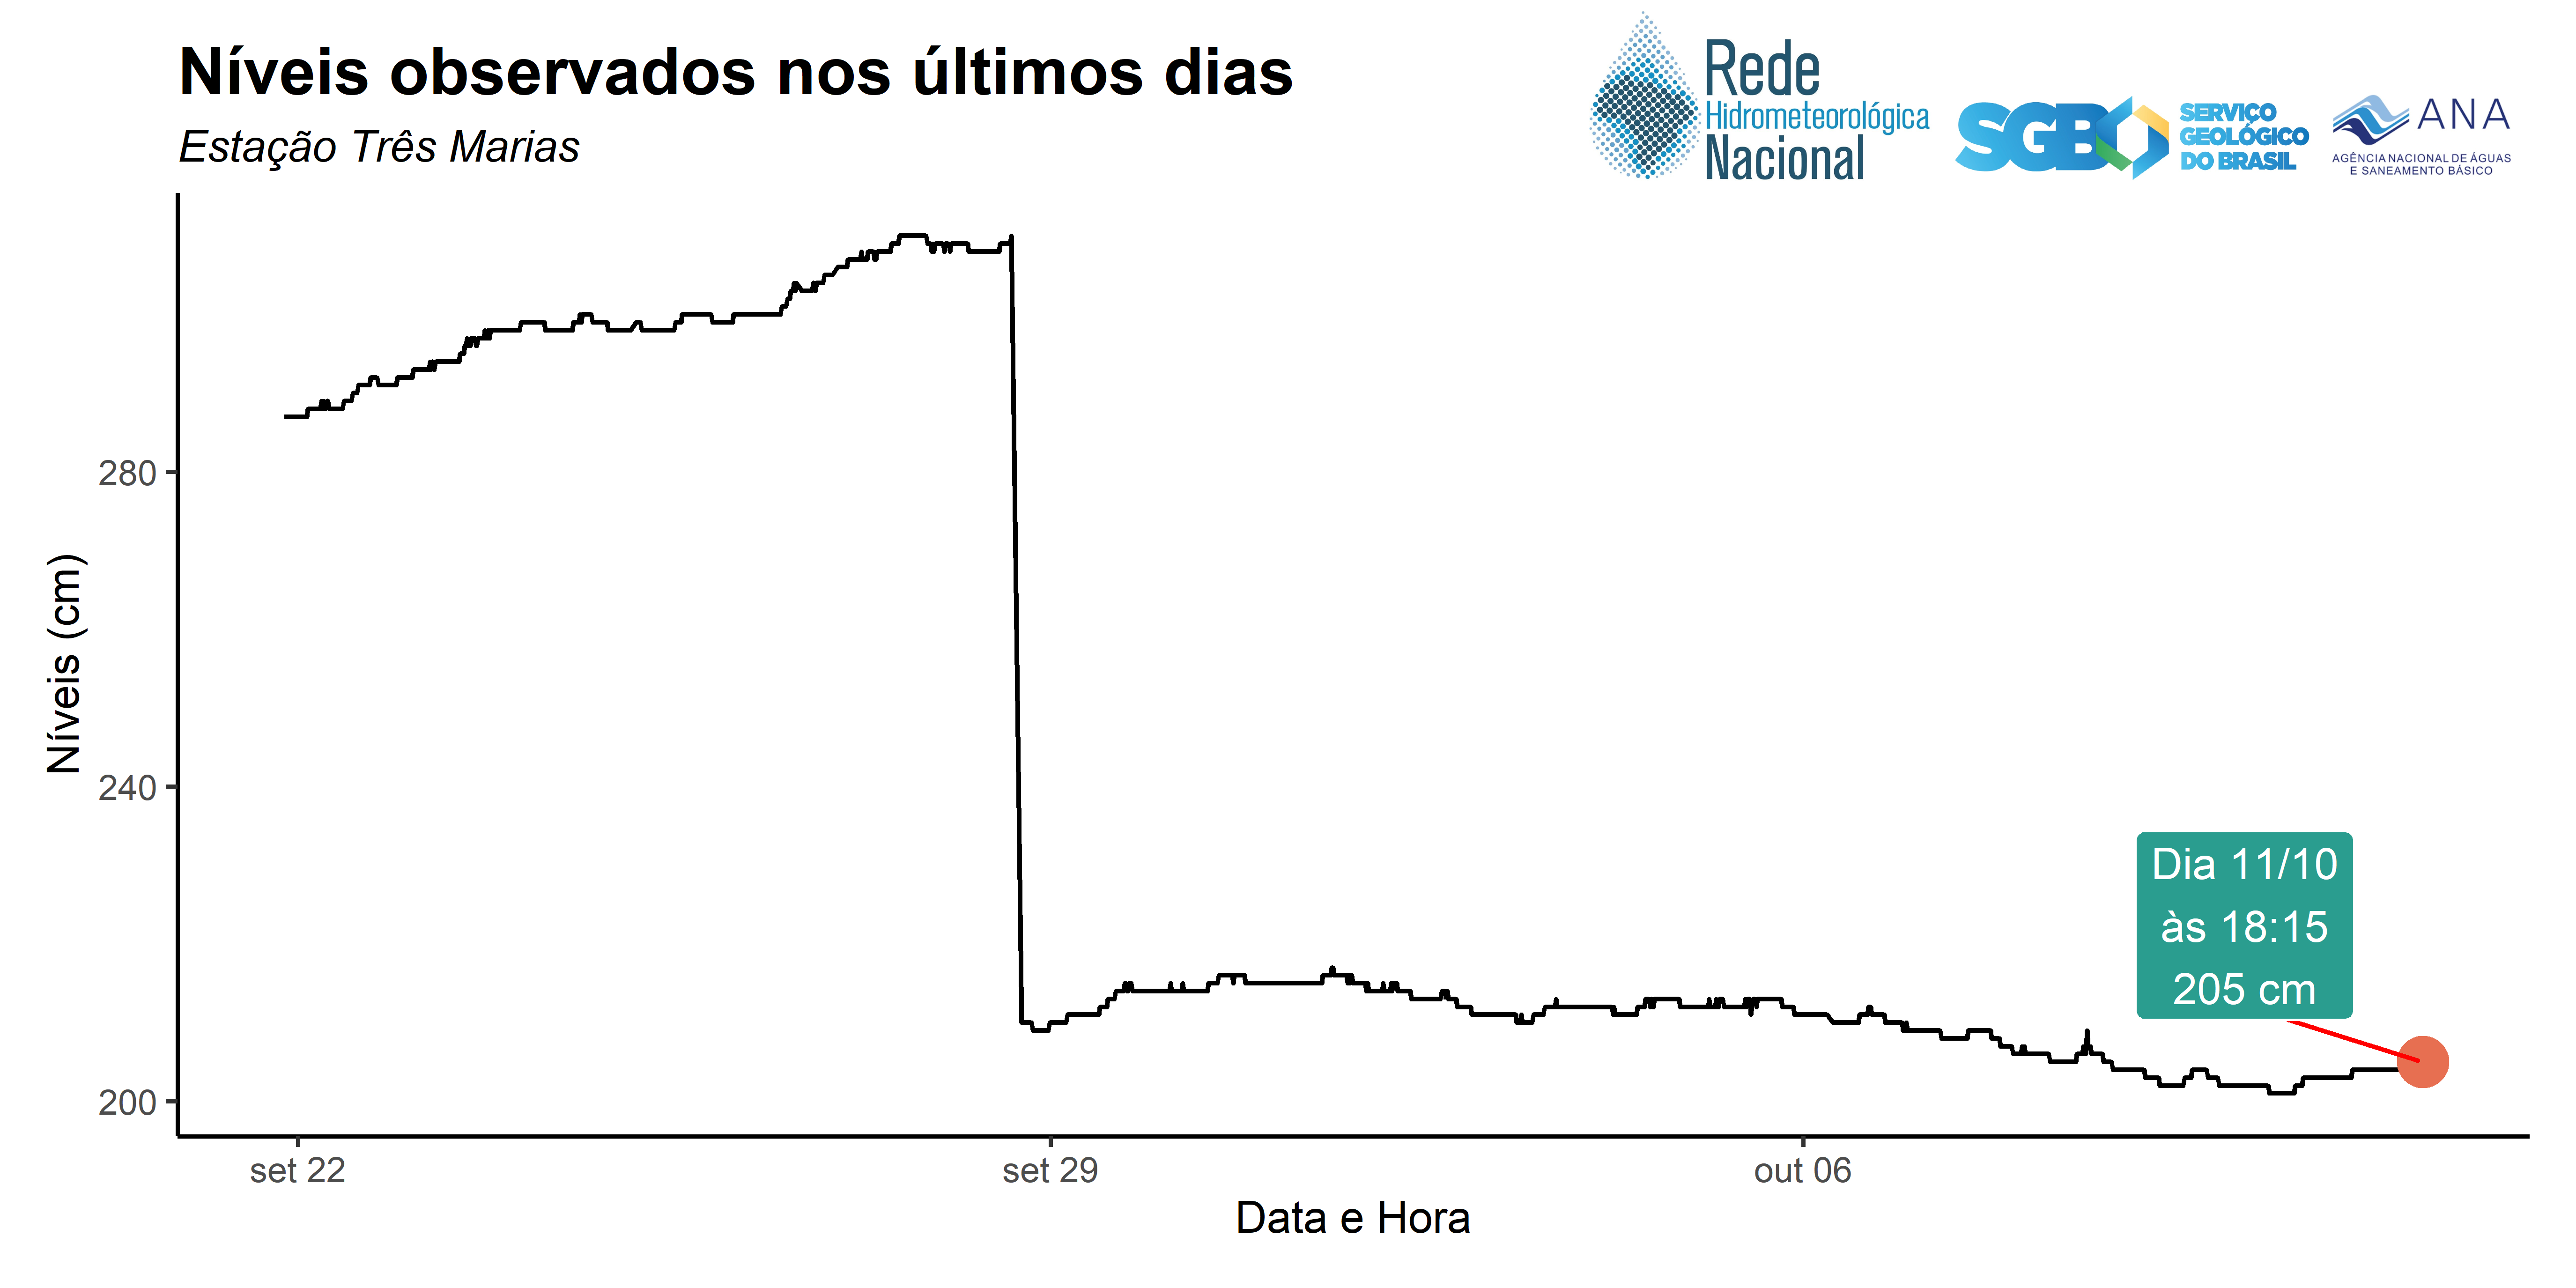 Níveis observados nos últimos dias
Estação Três Marias
Rede
Hidrometeorológica
Nacional
SGB
SERVIÇO
GEOLÓGICO
DO BRASIL
ANA
AGÊNCIA NACIONAL DE ÁGUAS
E SANEAMENTO BÁSICO
Níveis (cm)
280
240
200
Dia 11/10
às 18:15
205 cm
set 22
set 29
out 06
Data e Hora